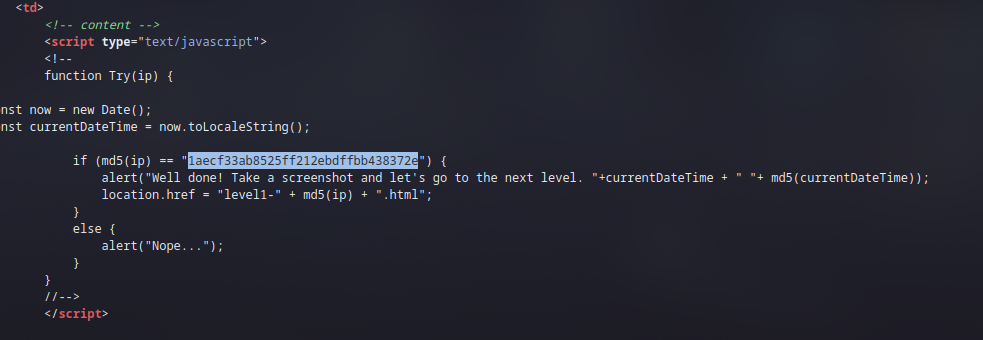 <td>
<!-- content -->
<script type="text/javascript">
<!--
function Try(ip) {
nst now = new Date();
nst currentDateTime = now.toLocaleString();
if (md5(ip) == "1aecf33ab8525ff212ebdffbb438372e") {
alert("Well done! Take a screenshot and let's go to the next level. "+currentDateTime + " "+ md5(currentDateTime));
location.href = "level1-" + md5(ip) + ".html";
}
else {
alert("Nope...");
}
}
//-->
</script>